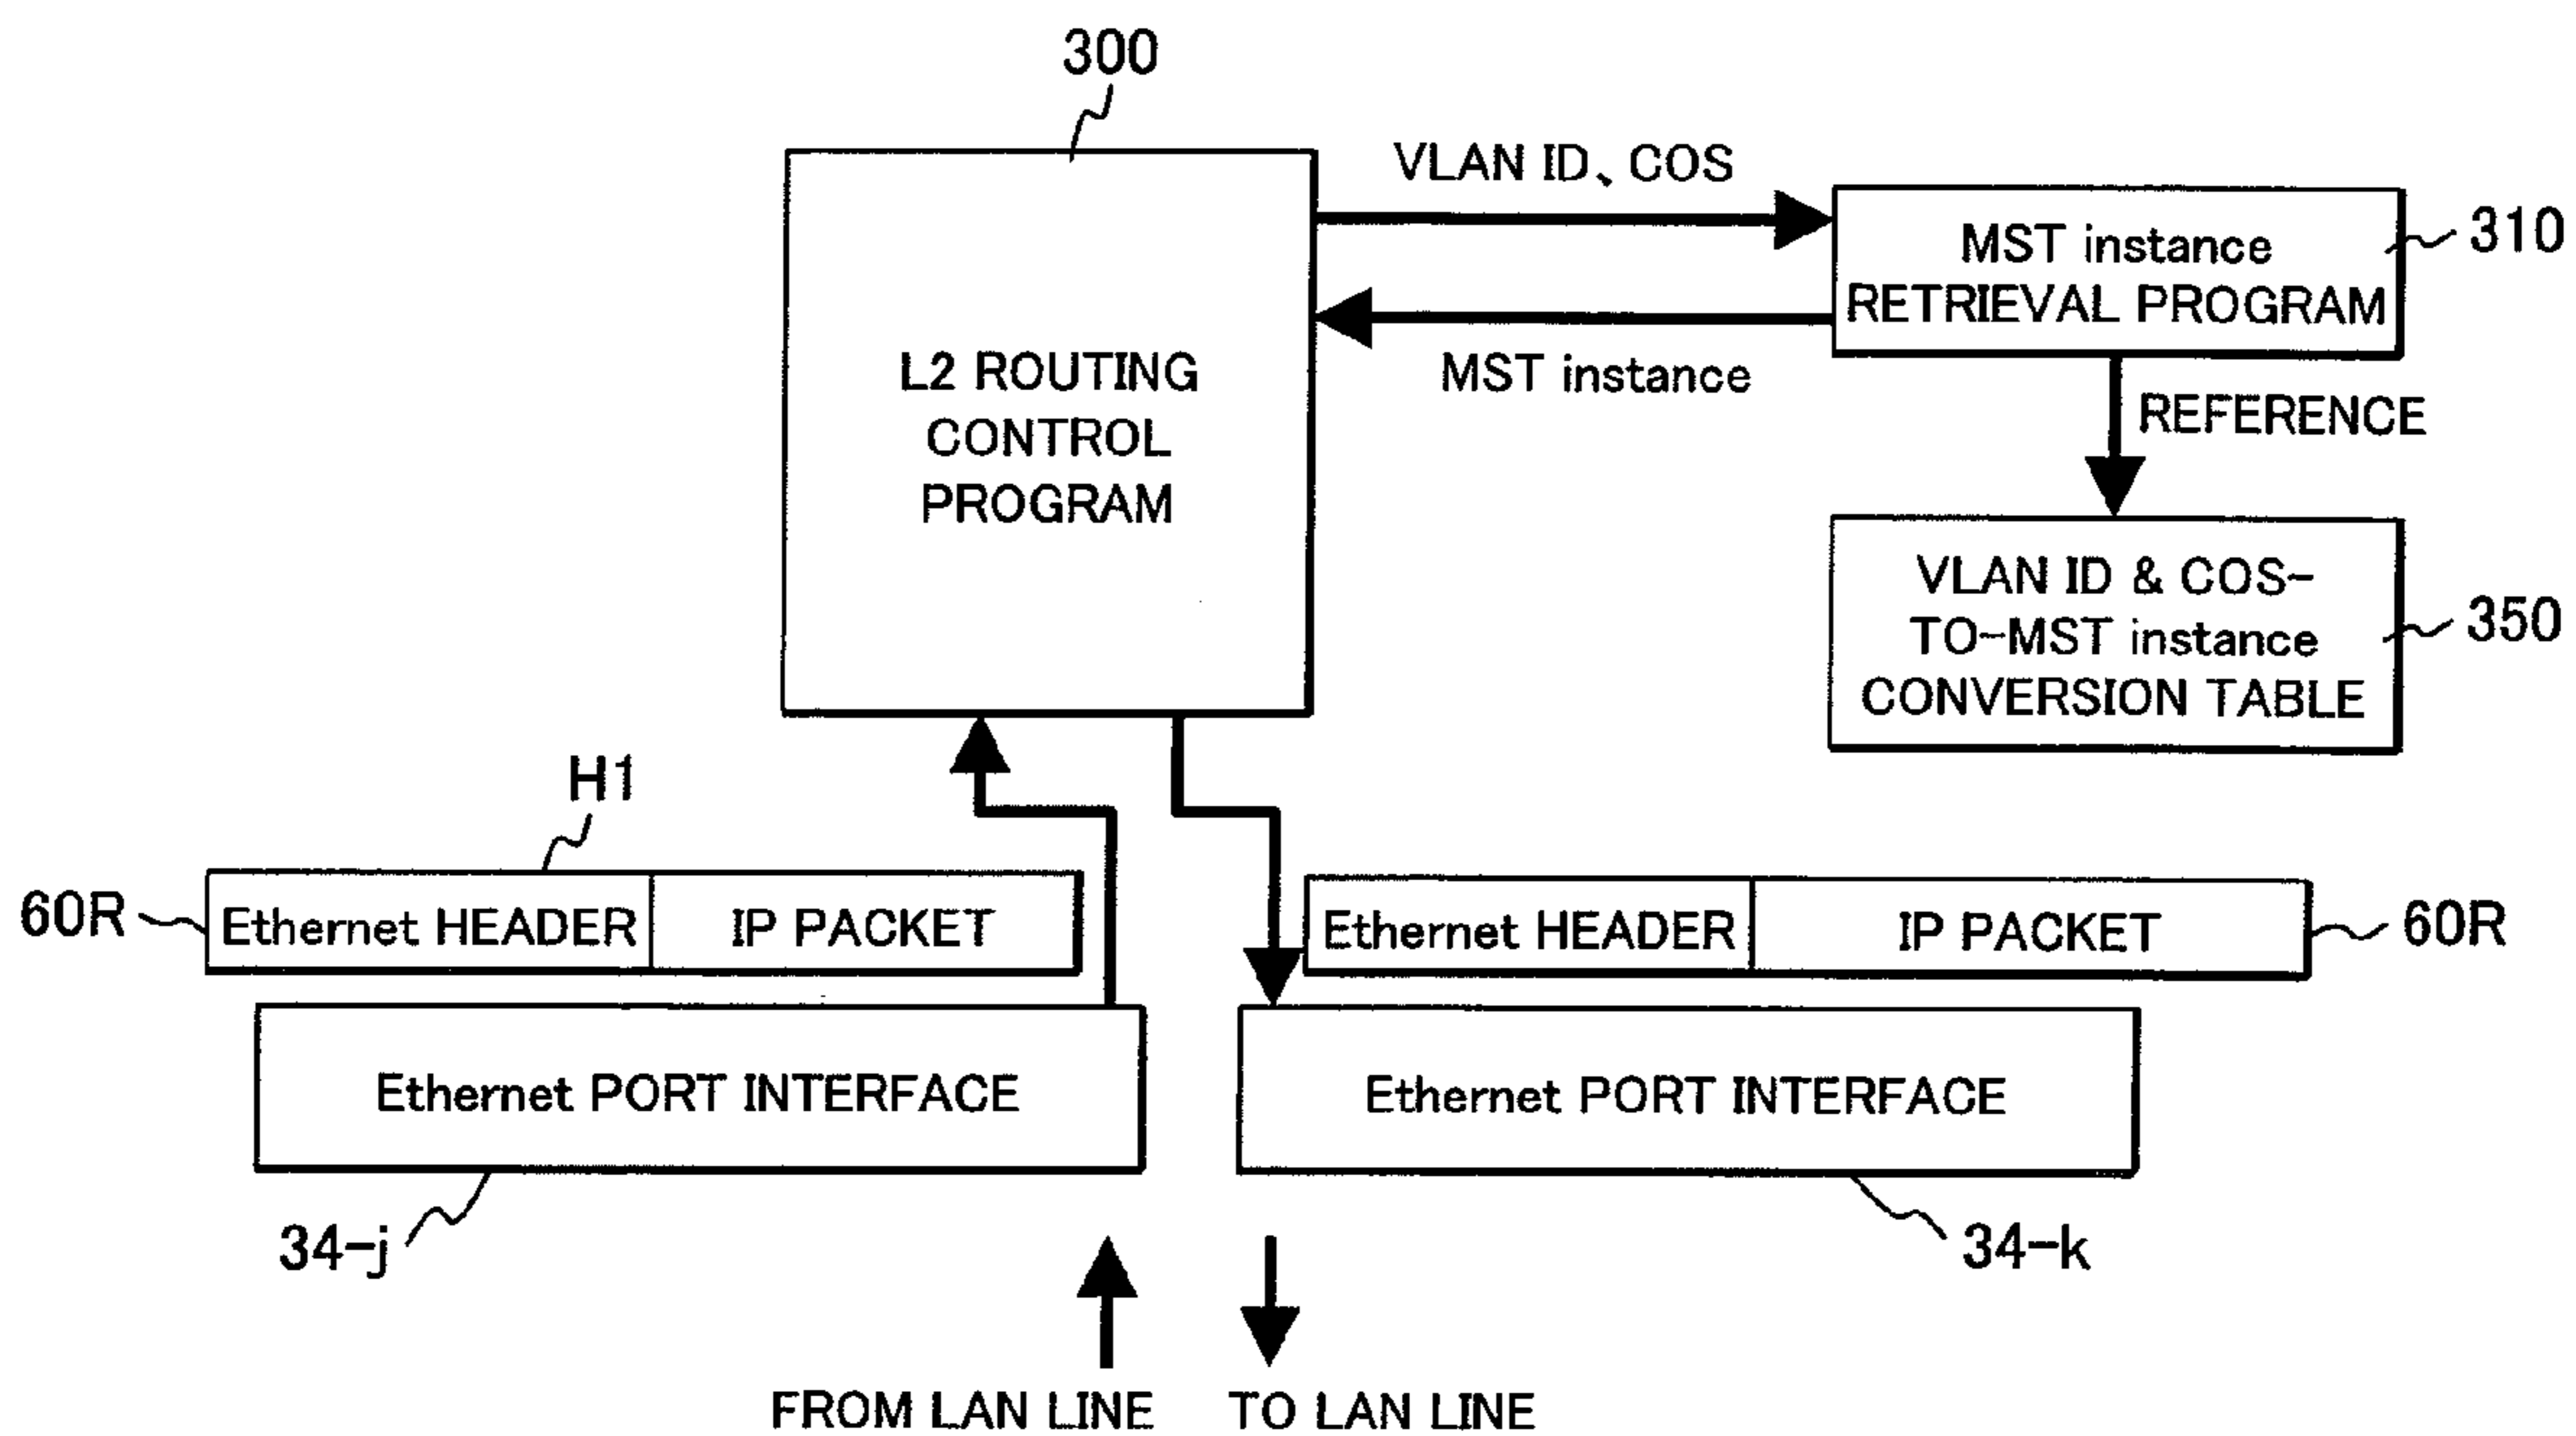 300
VLAN ID、COS
MST instance
RETRIEVAL PROGRAM
310
L2 ROUTING
CONTROL
PROGRAM
MST instance
REFERENCE
VLAN ID & COS-
TO-MST instance
CONVERSION TABLE
350
H1
60R
Ethernet HEADER
IP PACKET
Ethernet HEADER
IP PACKET
60R
Ethernet PORT INTERFACE
Ethernet PORT INTERFACE
34-j
34-k
FROM LAN LINE
TO LAN LINE